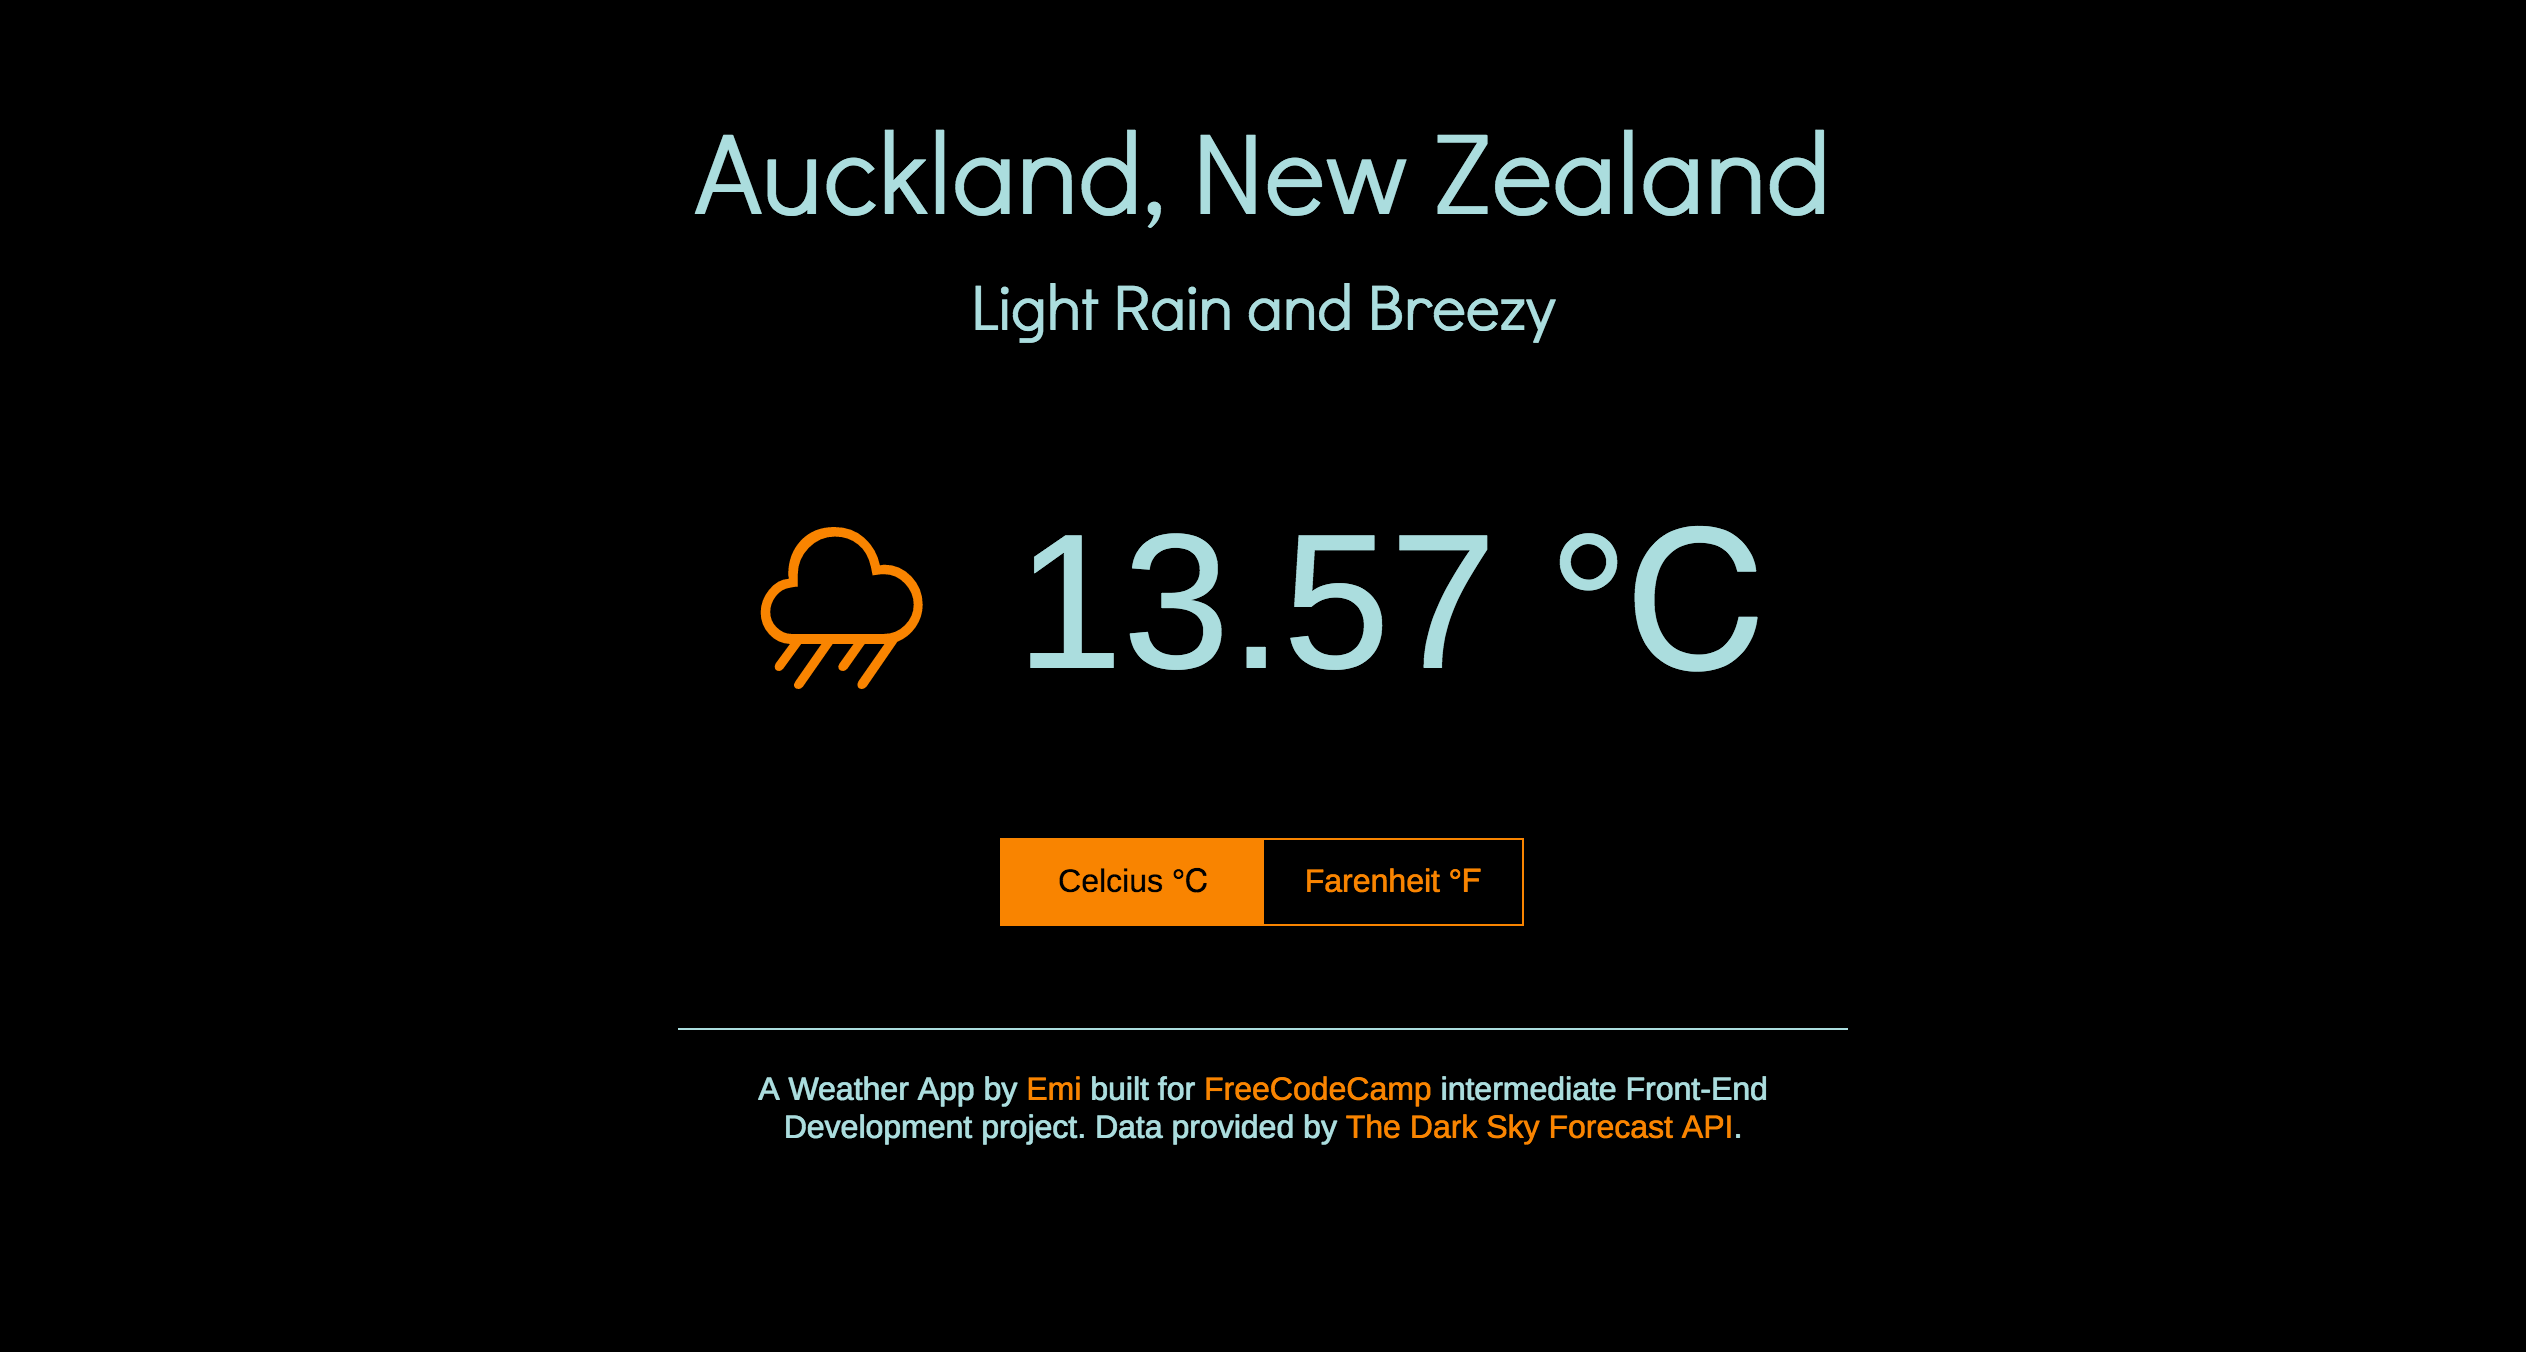 Auckland, New Zealand
Light Rain and Breezy
13.57 °C
Celcius °C
Farenheit °F
A Weather App by Emi built for FreeCodeCamp intermediate Front-End
Development project. Data provided by The Dark Sky Forecast API.